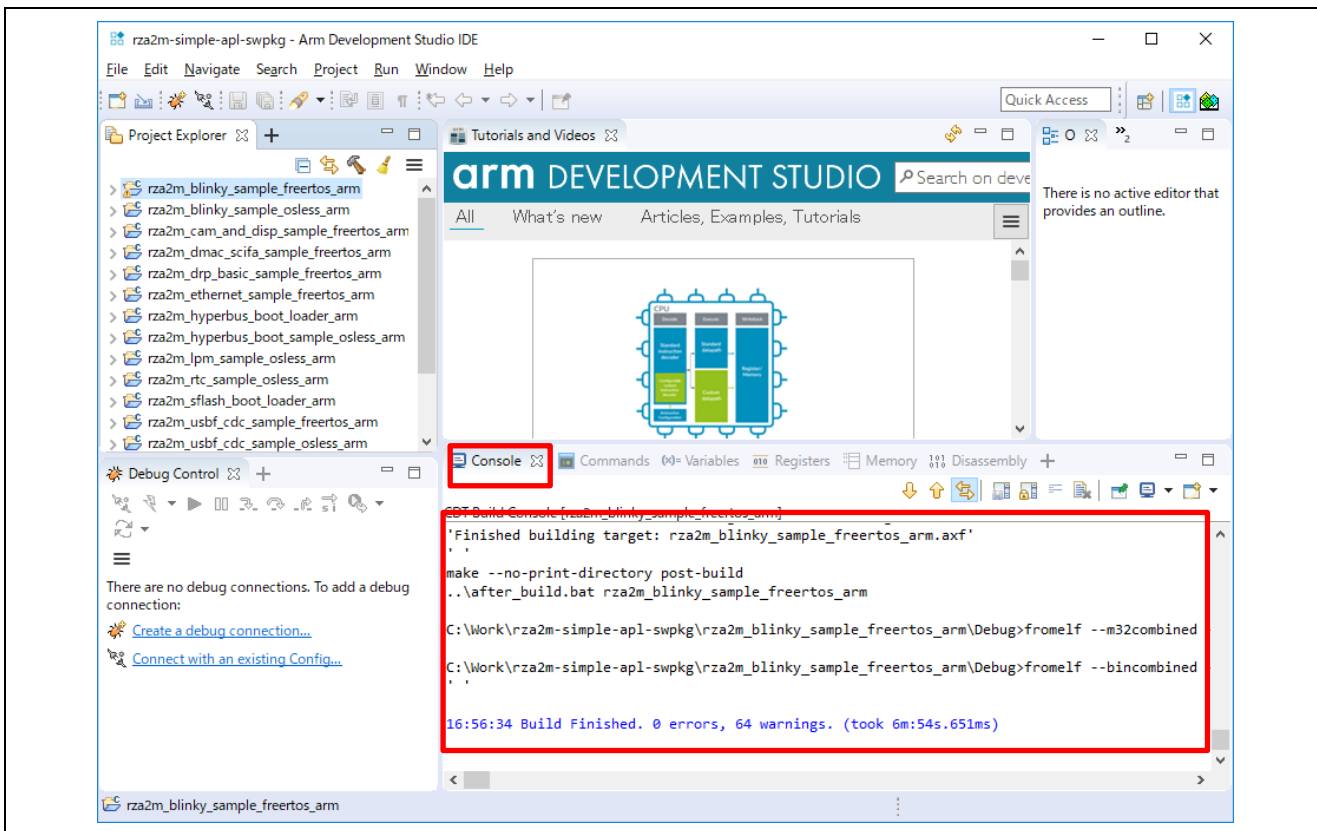 rza2m-simple-apl-swpkg - Arm Development Studio IDE
File Edit Navigate Search Project Run Window Help
Quick Access
Project Explorer
rza2m_blinky_sample_freertos_arm
rza2m_blinky_sample_osless_arm
rza2m_cam_and_disp_sample_freertos_arm
rza2m_dmac_scifa_sample_freertos_arm
rza2m_drp_basic_sample_freertos_arm
rza2m_ethernet_sample_freertos_arm
rza2m_hyperbus_boot_loader_arm
rza2m_hyperbus_boot_sample_osless_arm
rza2m_lpm_sample_osless_arm
rza2m_rtc_sample_osless_arm
rza2m_sflash_boot_loader_arm
rza2m_usbf_cdc_sample_freertos_arm
rza2m_usbf_cdc_sample_osless_arm
Tutorials and Videos
arm DEVELOPMENT STUDIO Search on deve
All What's new Articles, Examples, Tutorials
CPU
O »2
There is no active editor that
provides an outline.
Debug Control
There are no debug connections. To add a debug
connection:
Create a debug connection...
Connect with an existing Config...
Console Commands (x)= Variables Registers Memory Disassembly
CDT Build Console [rza2m_blinky_sample_freertos_arm]
'Finished building target: rza2m_blinky_sample_freertos_arm.axf'
' '
make --no-print-directory post-build
..\after_build.bat rza2m_blinky_sample_freertos_arm
C:\Work\rza2m-simple-apl-swpkg\rza2m_blinky_sample_freertos_arm\Debug>fromelf --m32combined
C:\Work\rza2m-simple-apl-swpkg\rza2m_blinky_sample_freertos_arm\Debug>fromelf --bincombined
' '
16:56:34 Build Finished. 0 errors, 64 warnings. (took 6m:54s.651ms)
rza2m_blinky_sample_freertos_arm